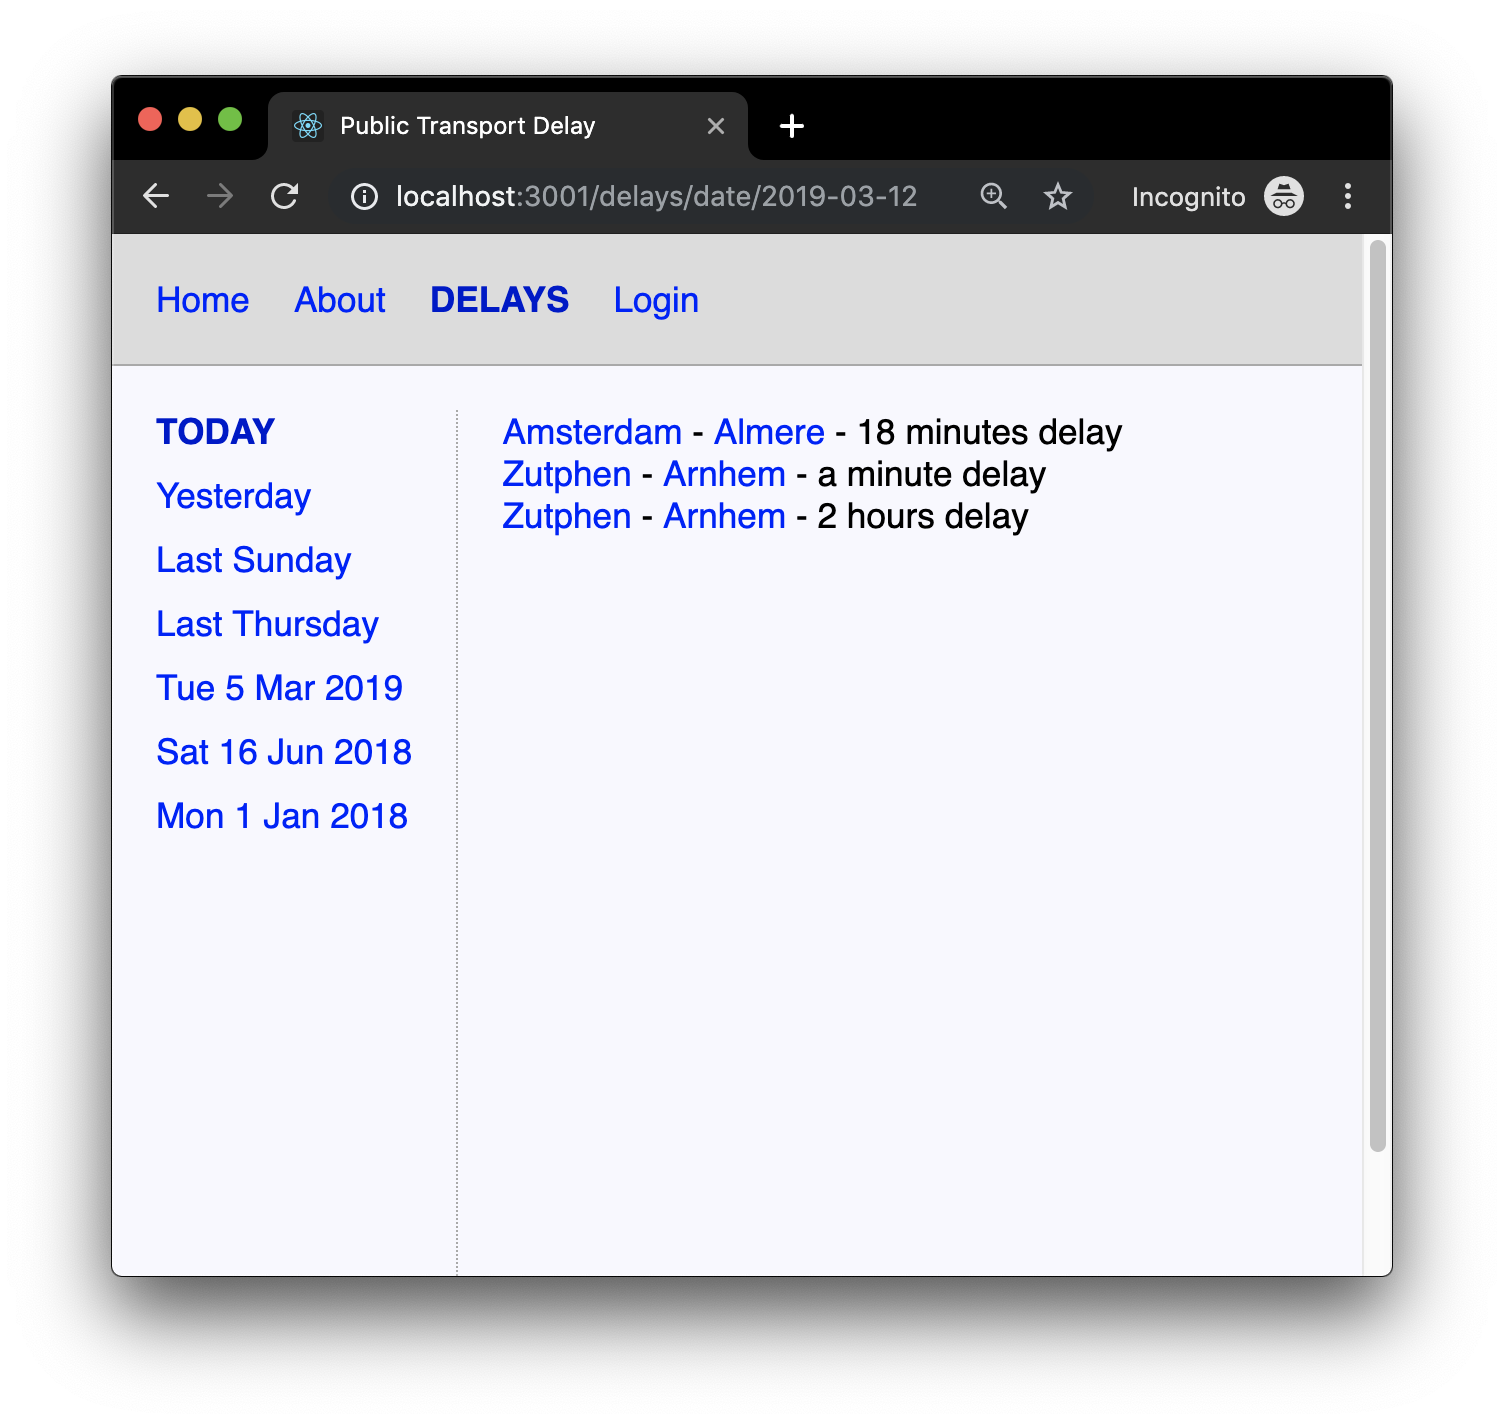 Public Transport Delay
localhost:3001/delays/date/2019-03-12
Incognito
Home About DELAYS Login
TODAY
Yesterday
Last Sunday
Last Thursday
Tue 5 Mar 2019
Sat 16 Jun 2018
Mon 1 Jan 2018
Amsterdam - Almere - 18 minutes delay
Zutphen - Arnhem - a minute delay
Zutphen - Arnhem - 2 hours delay